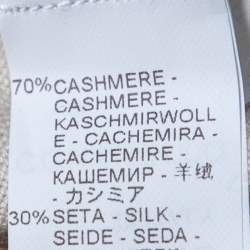 70% CASHMERE -
CASHMERE -
KASCHMIRWOLL
E - CACHEMIRA -
CACHEMIRE -
КАШЕМИР - 羊绒
- カシミア
30% SETA - SILK -
SEIDE - SEDA -